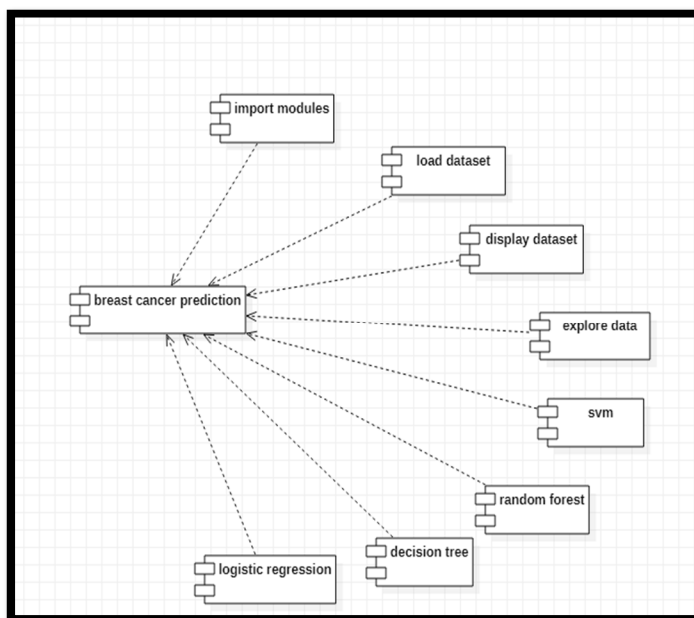 import modules
load dataset
display dataset
breast cancer prediction
explore data
svm
random forest
decision tree
logistic regression